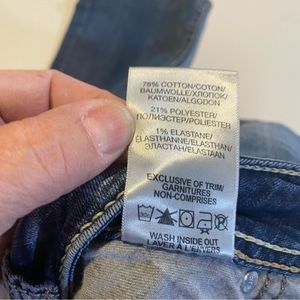 78% COTTON/COTON/
BAUMWOLLE/ХЛОПОК/
KATOEN/ALGODON
21% POLYESTER/
ПОЛИЭСТЕР/POLIESTER
1% ELASTANE/
ÉLASTHANNE/ELASTHAN/
ЭЛАСТАН/ELASTAAN
EXCLUSIVE OF TRIM/
GARNITURES
NON-COMPRISES
WASH INSIDE OUT
LAVER À L'ENVERS